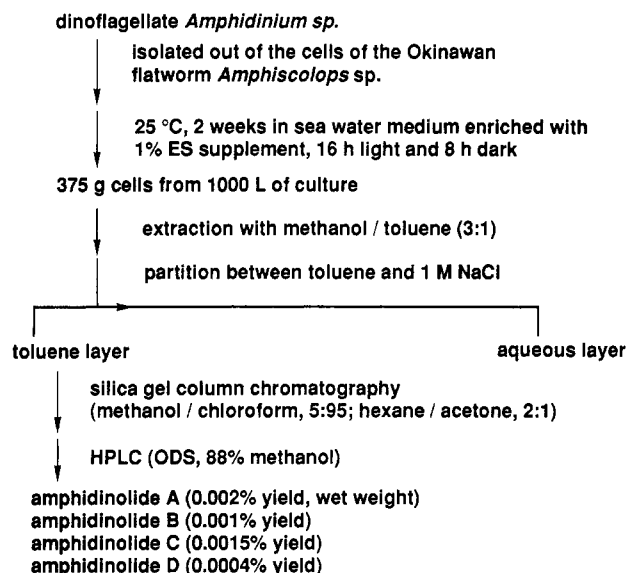 dinoflagellate Amphidinium sp.
isolated out of the cells of the Okinawan
flatworm Amphiscolops sp.
25 °C, 2 weeks in sea water medium enriched with
1% ES supplement, 16 h light and 8 h dark
375 g cells from 1000 L of culture
extraction with methanol / toluene (3:1)
partition between toluene and 1 M NaCl
toluene layer
aqueous layer
silica gel column chromatography
(methanol / chloroform, 5:95; hexane / acetone, 2:1)
HPLC (ODS, 88% methanol)
amphidinolide A (0.002% yield, wet weight)
amphidinolide B (0.001% yield)
amphidinolide C (0.0015% yield)
amphidinolide D (0.0004% yield)